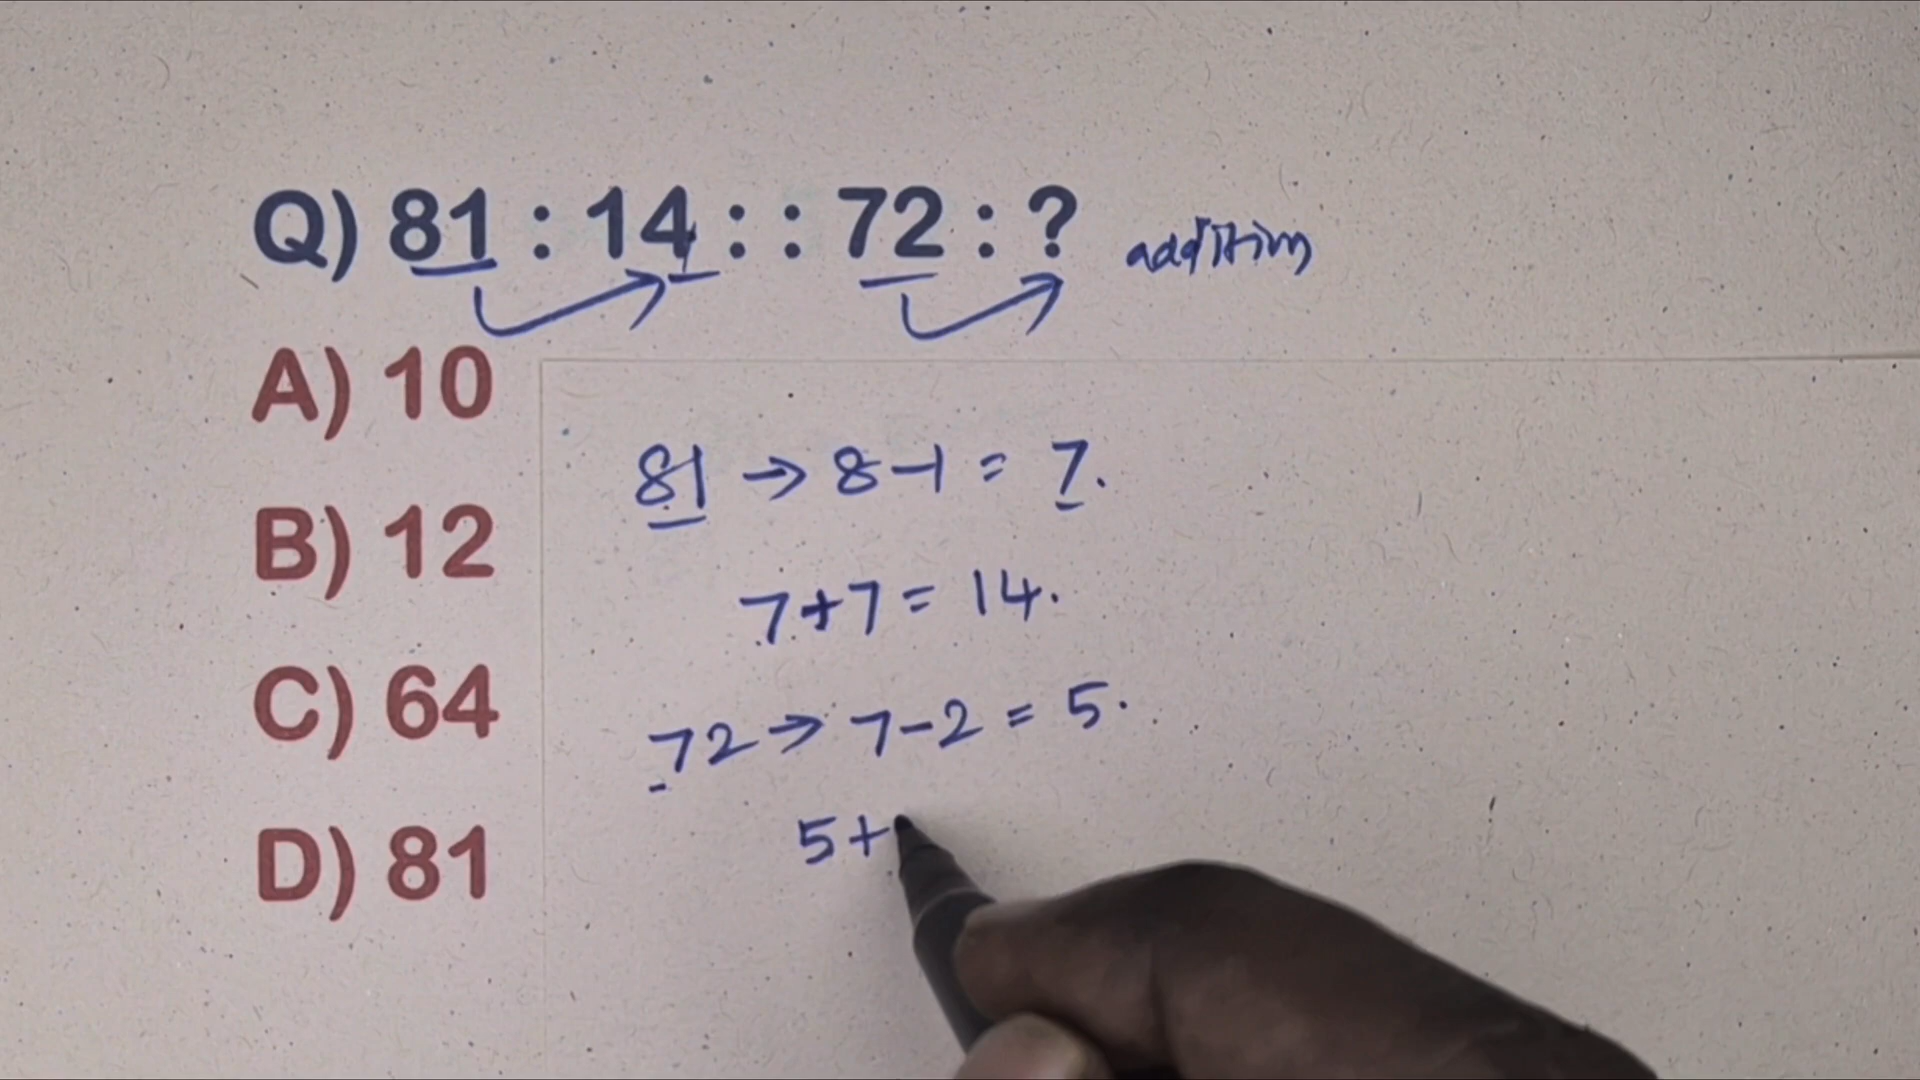 Q) 81 : 14 : : 72 : ? addition
A) 10
B) 12
C) 64
D) 81
81 → 8-1 = 7.
7+7 = 14.
72 → 7-2 = 5.
5+